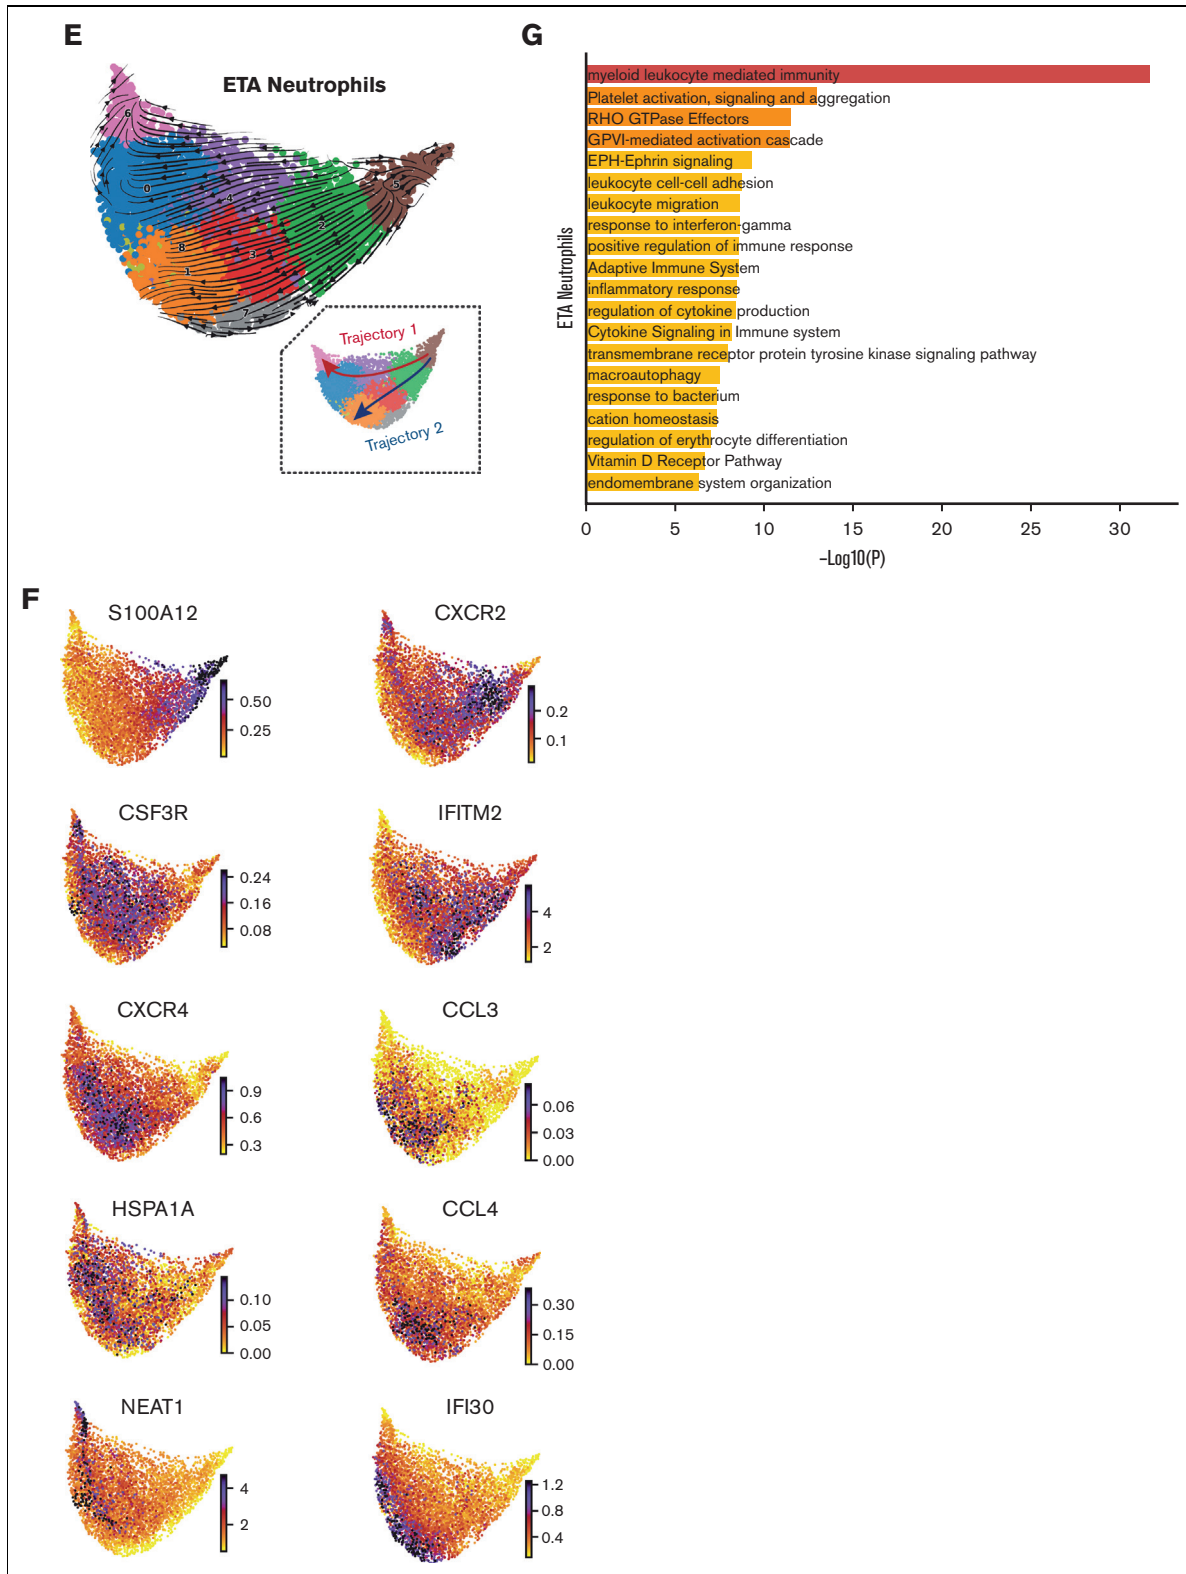 E
ETA Neutrophils
6
0
4
5
2
8
3
1
7
Trajectory 1
Trajectory 2
G
ETA Neutrophils
myeloid leukocyte mediated immunity
Platelet activation, signaling and aggregation
RHO GTPase Effectors
GPVI-mediated activation cascade
EPH-Ephrin signaling
leukocyte cell-cell adhesion
leukocyte migration
response to interferon-gamma
positive regulation of immune response
Adaptive Immune System
inflammatory response
regulation of cytokine production
Cytokine Signaling in Immune system
transmembrane receptor protein tyrosine kinase signaling pathway
macroautophagy
response to bacterium
cation homeostasis
regulation of erythrocyte differentiation
Vitamin D Receptor Pathway
endomembrane system organization
0 5 10 15 20 25 30
–Log10(P)
F
S100A12
0.50
0.25
CXCR2
0.2
0.1
CSF3R
0.24
0.16
0.08
IFITM2
4
2
CXCR4
0.9
0.6
0.3
CCL3
0.06
0.03
0.00
HSPA1A
0.10
0.05
0.00
CCL4
0.30
0.15
0.00
NEAT1
4
2
IFI30
1.2
0.8
0.4